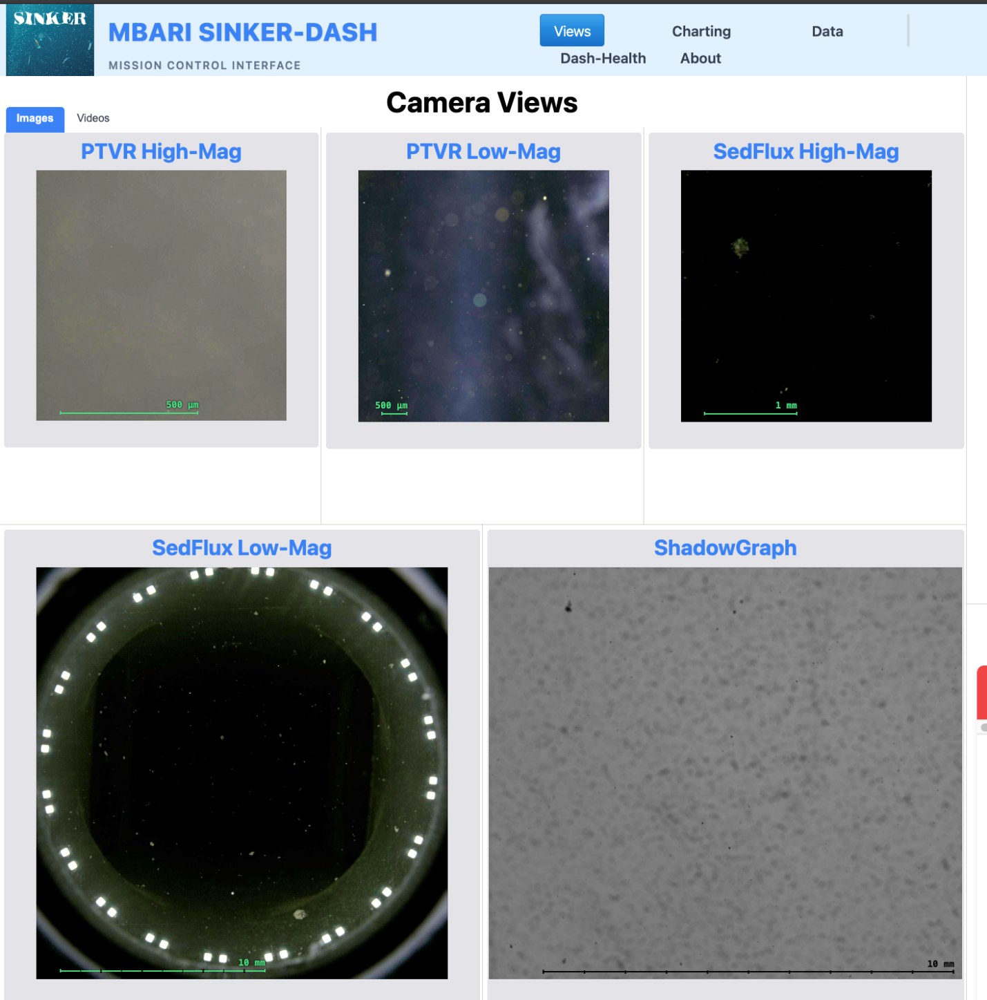 SINKER
MBARI SINKER-DASH
MISSION CONTROL INTERFACE
Views
Charting
Data
Dash-Health
About
Camera Views
Images
Videos
PTVR High-Mag
PTVR Low-Mag
SedFlux High-Mag
500 µm
500 µm
1 mm
SedFlux Low-Mag
ShadowGraph
10 mm
10 mm